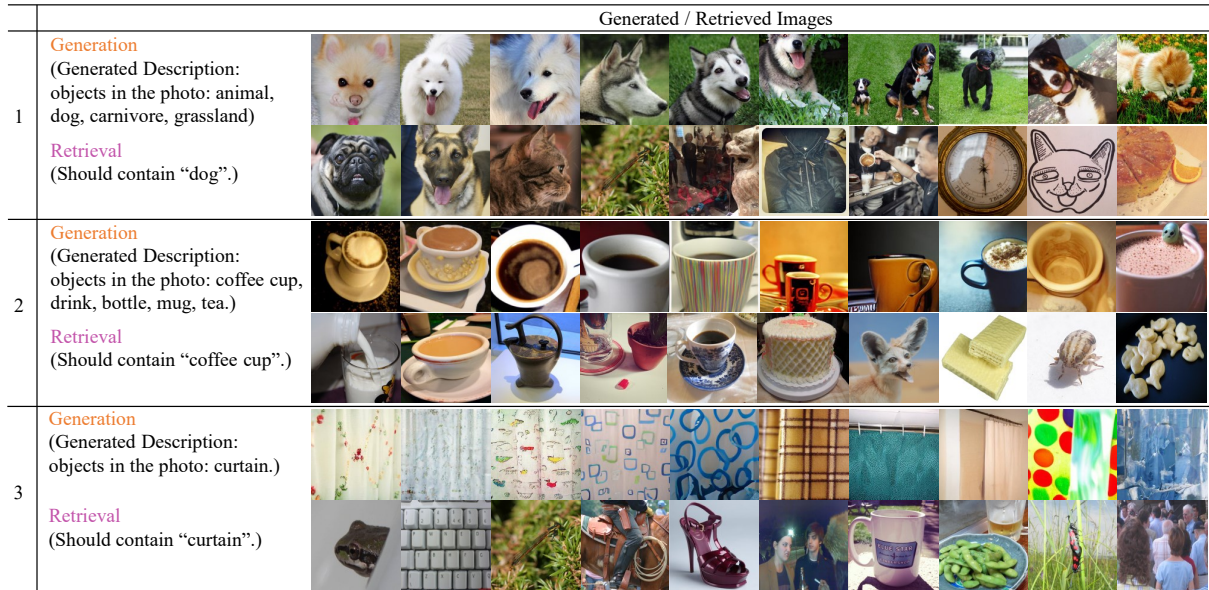 Generated / Retrieved Images
1
Generation
(Generated Description:
objects in the photo: animal,
dog, carnivore, grassland)
Retrieval
(Should contain “dog”.)
2
Generation
(Generated Description:
objects in the photo: coffee cup,
drink, bottle, mug, tea.)
Retrieval
(Should contain “coffee cup”.)
3
Generation
(Generated Description:
objects in the photo: curtain.)
Retrieval
(Should contain “curtain”.)